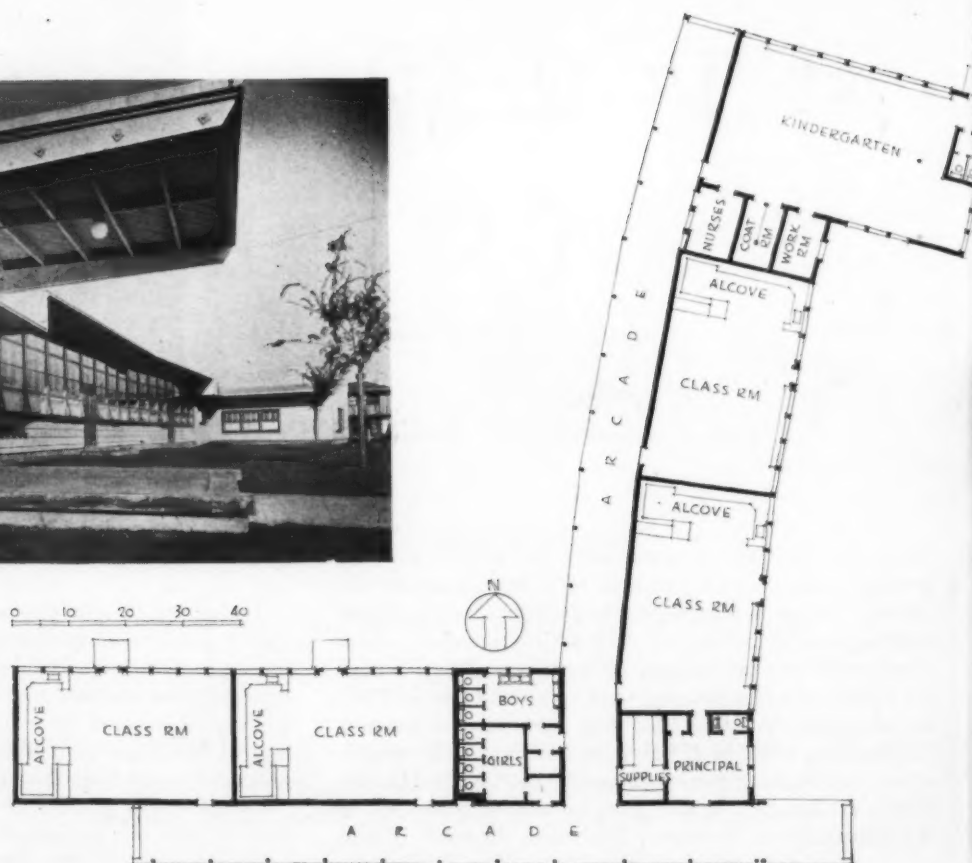 KINDERGARTEN
NURSES
COAT RM
WORK RM
ALCOVE
CLASS RM
ARCADE
ALCOVE
CLASS RM
N
0 10 20 30 40
BOYS
ALCOVE
CLASS RM
ALCOVE
CLASS RM
GIRLS
SUPPLIES
PRINCIPAL
ARCADE